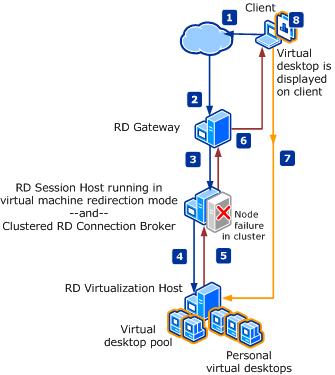 Client
1
8
Virtual
desktop is
displayed
on client
2
RD Gateway
6
3
7
RD Session Host running in
virtual machine redirection mode
--and--
Clustered RD Connection Broker
Node
failure
in cluster
4
5
RD Virtualization Host
Virtual
desktop pool
Personal
virtual desktops